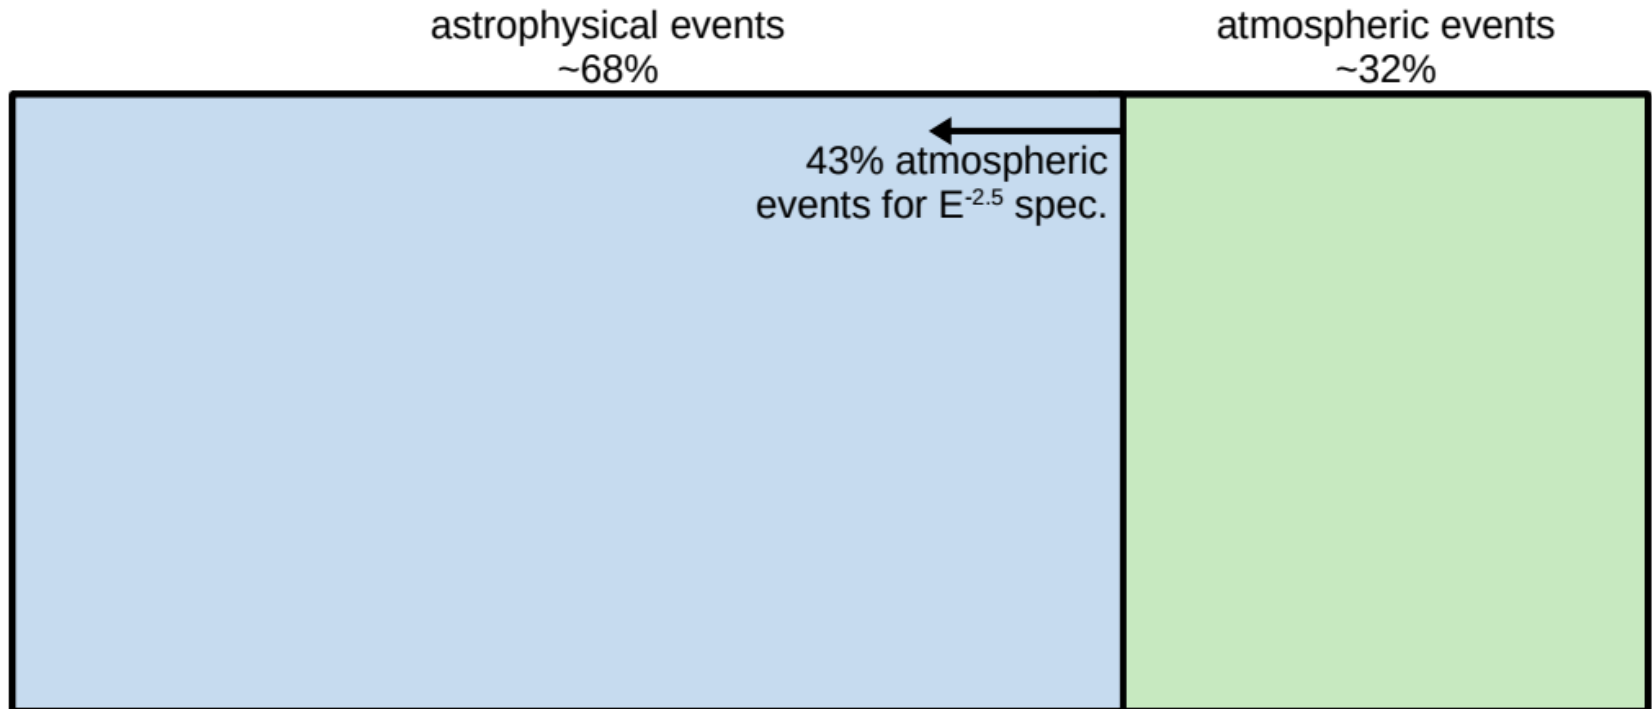 astrophysical events
~68%
atmospheric events
~32%
43% atmospheric
events for E⁻²·⁵ spec.